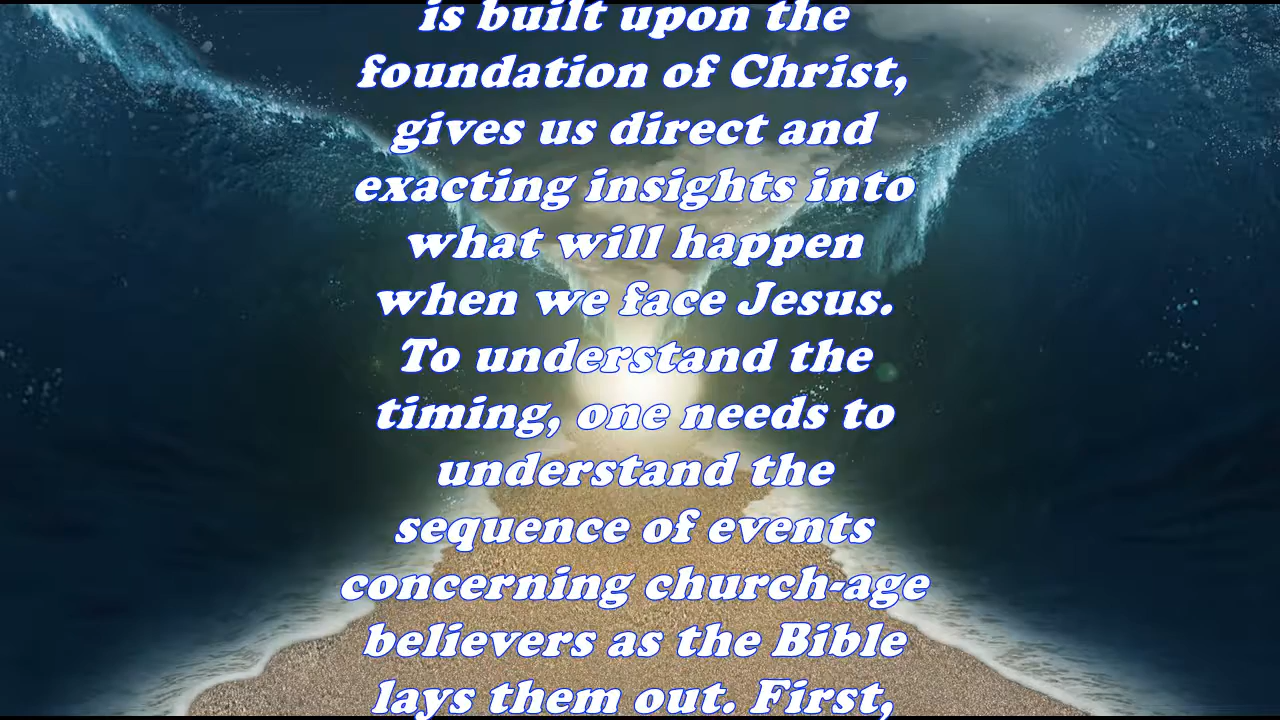 is built upon the
foundation of Christ,
gives us direct and
exacting insights into
what will happen
when we face Jesus.
To understand the
timing, one needs to
understand the
sequence of events
concerning church-age
believers as the Bible
lays them out. First,